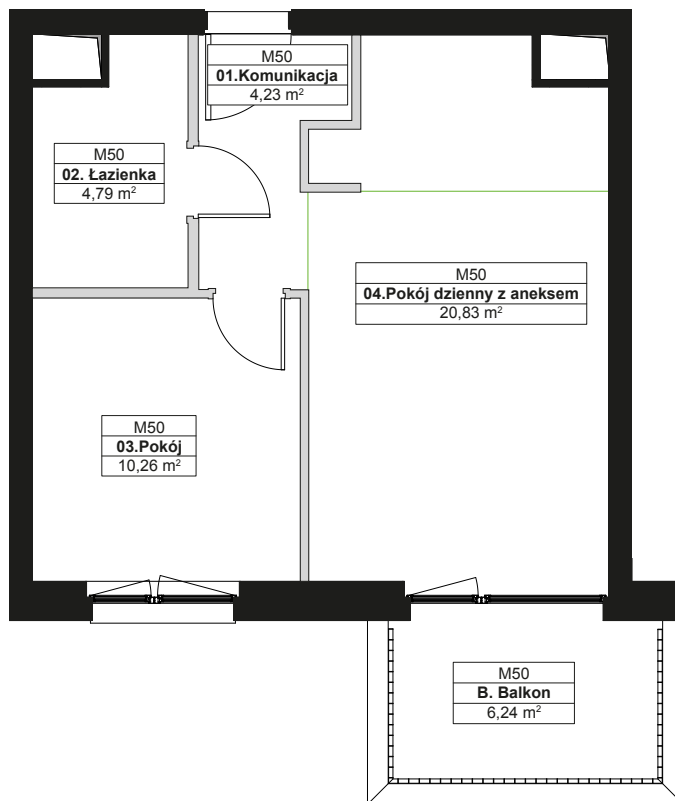 M50
01.Komunikacja
4,23 m²
M50
02. Łazienka
4,79 m²
M50
04.Pokój dzienny z aneksem
20,83 m²
M50
03.Pokój
10,26 m²
M50
B. Balkon
6,24 m²